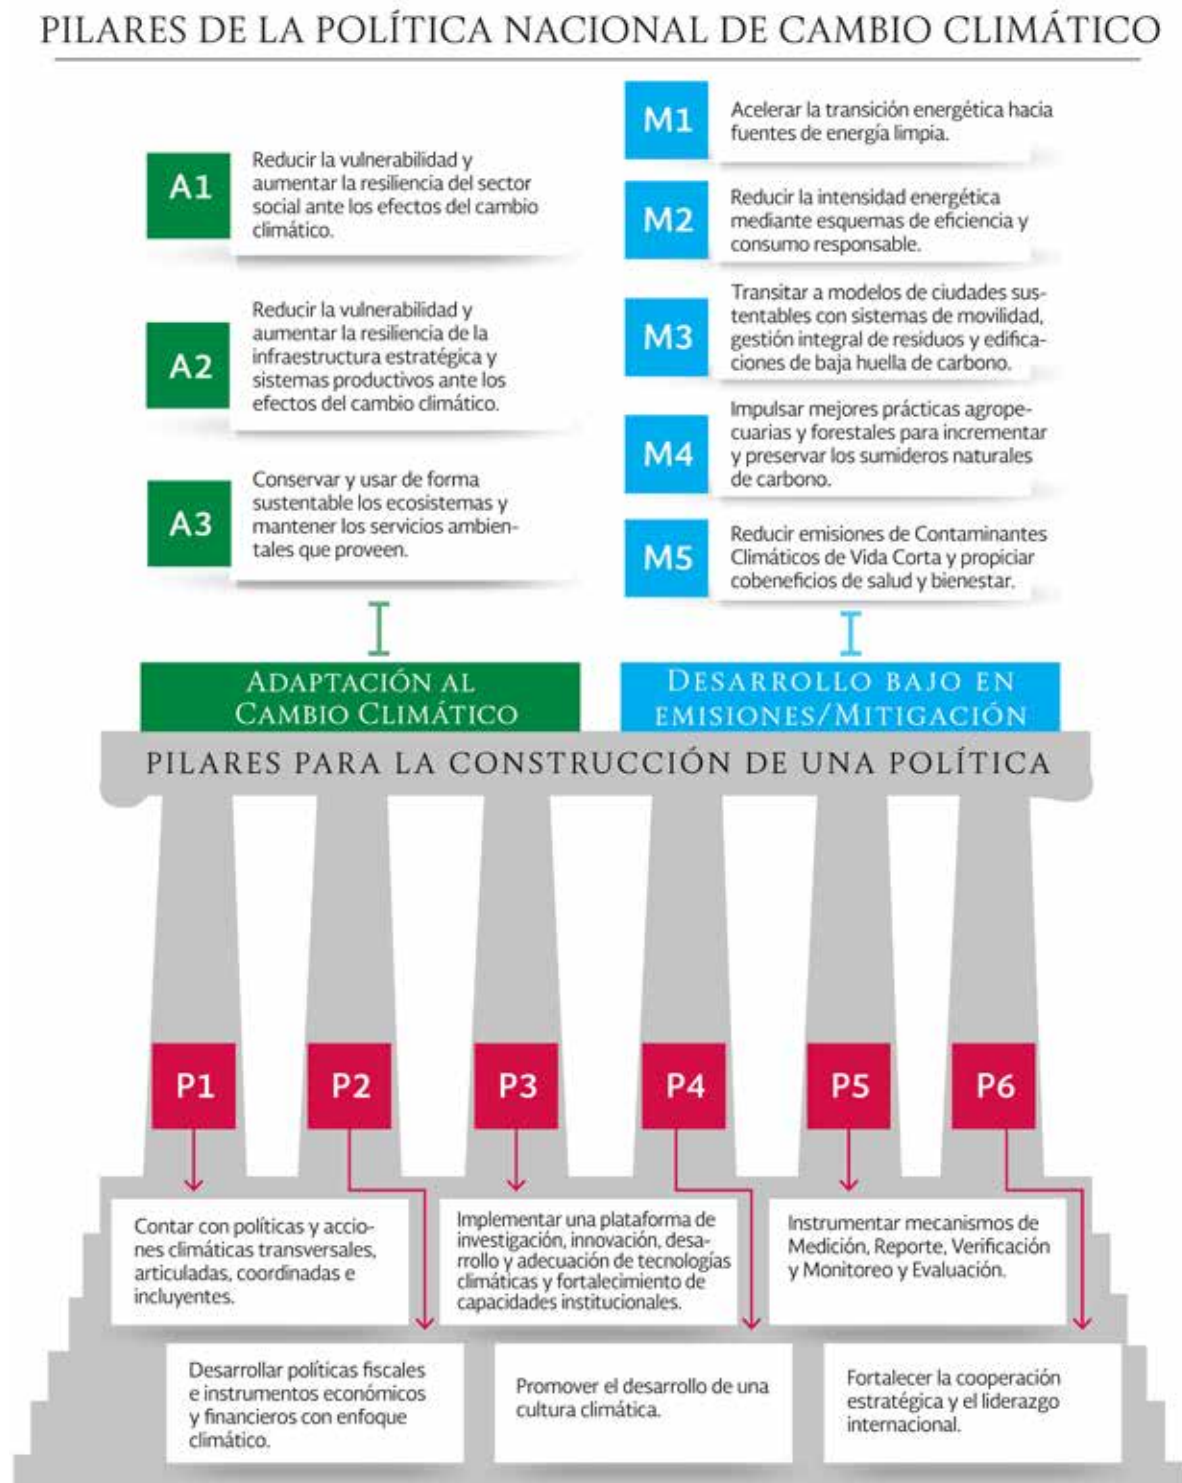 PILARES DE LA POLÍTICA NACIONAL DE CAMBIO CLIMÁTICO
A1
Reducir la vulnerabilidad y
aumentar la resiliencia del sector
social ante los efectos del cambio
climático.
A2
Reducir la vulnerabilidad y
aumentar la resiliencia de la
infraestructura estratégica y
sistemas productivos ante los
efectos del cambio climático.
A3
Conservar y usar de forma
sustentable los ecosistemas y
mantener los servicios ambien-
tales que proveen.
ADAPTACIÓN AL
CAMBIO CLIMÁTICO
M1
Acelerar la transición energética hacia
fuentes de energía limpia.
M2
Reducir la intensidad energética
mediante esquemas de eficiencia y
consumo responsable.
M3
Transitar a modelos de ciudades sus-
tentables con sistemas de movilidad,
gestión integral de residuos y edifica-
ciones de baja huella de carbono.
M4
Impulsar mejores prácticas agrope-
cuarias y forestales para incrementar
y preservar los sumideros naturales
de carbono.
M5
Reducir emisiones de Contaminantes
Climáticos de Vida Corta y propiciar
cobeneficios de salud y bienestar.
DESARROLLO BAJO EN
EMISIONES/MITIGACIÓN
PILARES PARA LA CONSTRUCCIÓN DE UNA POLÍTICA
P1
Contar con políticas y accio-
nes climáticas transversales,
articuladas, coordinadas e
incluyentes.
P2
Desarrollar políticas fiscales
e instrumentos económicos
y financieros con enfoque
climático.
P3
Implementar una plataforma de
investigación, innovación, desa-
rrollo y adecuación de tecnologías
climáticas y fortalecimiento de
capacidades institucionales.
P4
Promover el desarrollo de una
cultura climática.
P5
Instrumentar mecanismos de
Medición, Reporte, Verificación
y Monitoreo y Evaluación.
P6
Fortalecer la cooperación
estratégica y el liderazgo
internacional.